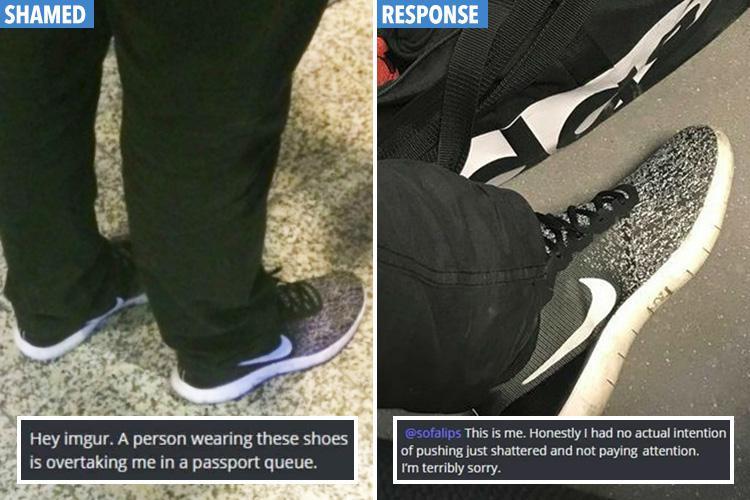 SHAMED
Hey imgur. A person wearing these shoes
is overtaking me in a passport queue.
RESPONSE
@sofalips This is me. Honestly I had no actual intention
of pushing just shattered and not paying attention.
I'm terribly sorry.